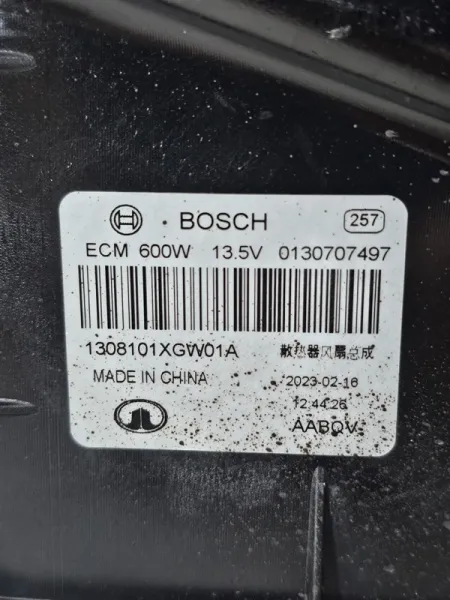 BOSCH 257
ECM 600W 13.5V 0130707497
1308101XGW01A 散热器风扇总成
MADE IN CHINA 2023-02-16
12:44:26
AABQV